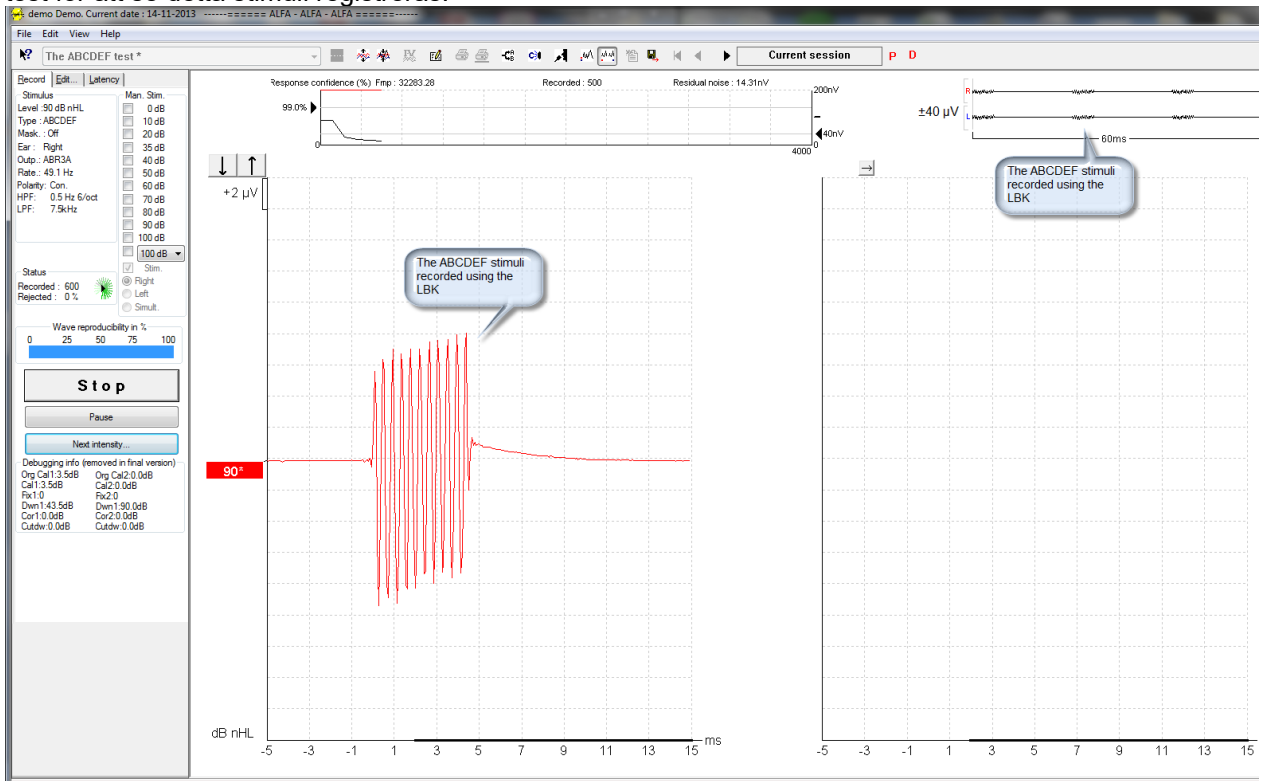 test för att se detta stimuli registreras.
demo Demo. Current date : 14-11-2013 ------====== ALFA - ALFA - ALFA ======------
File Edit View Help
The ABCDEF test *
Current session
P D
Record Edit... Latency
Stimulus
Level :90 dB nHL
Type : ABCDEF
Mask. : Off
Ear : Right
Outp.: ABR3A
Rate.: 49.1 Hz
Polarity: Con.
HPF: 0.5 Hz 6/oct
LPF: 7.5kHz
Man. Stim.
0 dB
10 dB
20 dB
35 dB
40 dB
50 dB
60 dB
70 dB
80 dB
90 dB
100 dB
100 dB
Stim.
Right
Left
Simult.
Status
Recorded : 600
Rejected : 0 %
Wave reproducibility in %
0 25 50 75 100
Stop
Pause
Next intensity...
Debugging info (removed in final version)
Org Cal1:3.5dB Org Cal2:0.0dB
Cal1:3.5dB Cal2:0.0dB
Fix1:0 Fix2:0
Dwn1:43.5dB Dwn1:90.0dB
Cor1:0.0dB Cor2:0.0dB
Cutdw:0.0dB Cutdw:0.0dB
Response confidence (%) Fmp : 32283.28 Recorded : 500 Residual noise : 14.31nV
99.0%
0
200nV
40nV
0
4000
±40 µV
R
L
60ms
The ABCDEF stimuli
recorded using the
LBK
+2 µV
The ABCDEF stimuli
recorded using the
LBK
90*
dB nHL
-5 -3 -1 1 3 5 7 9 11 13 15 ms
-5 -3 -1 1 3 5 7 9 11 13 15